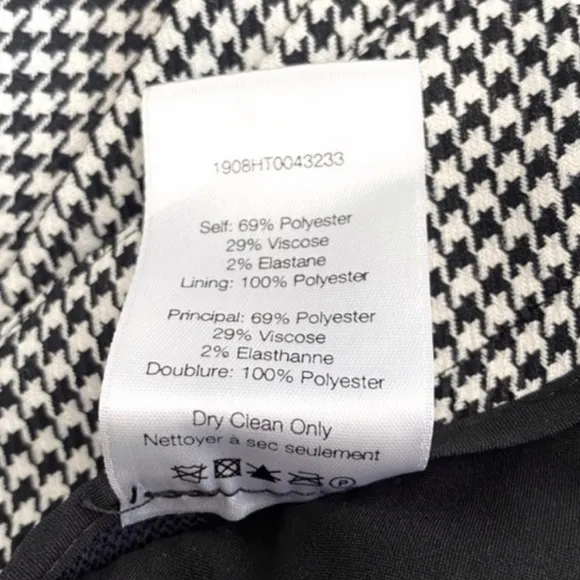 1908HT0043233
Self: 69% Polyester
29% Viscose
2% Elastane
Lining: 100% Polyester
Principal: 69% Polyester
29% Viscose
2% Elasthanne
Doublure: 100% Polyester
Dry Clean Only
Nettoyer à sec seulement
P